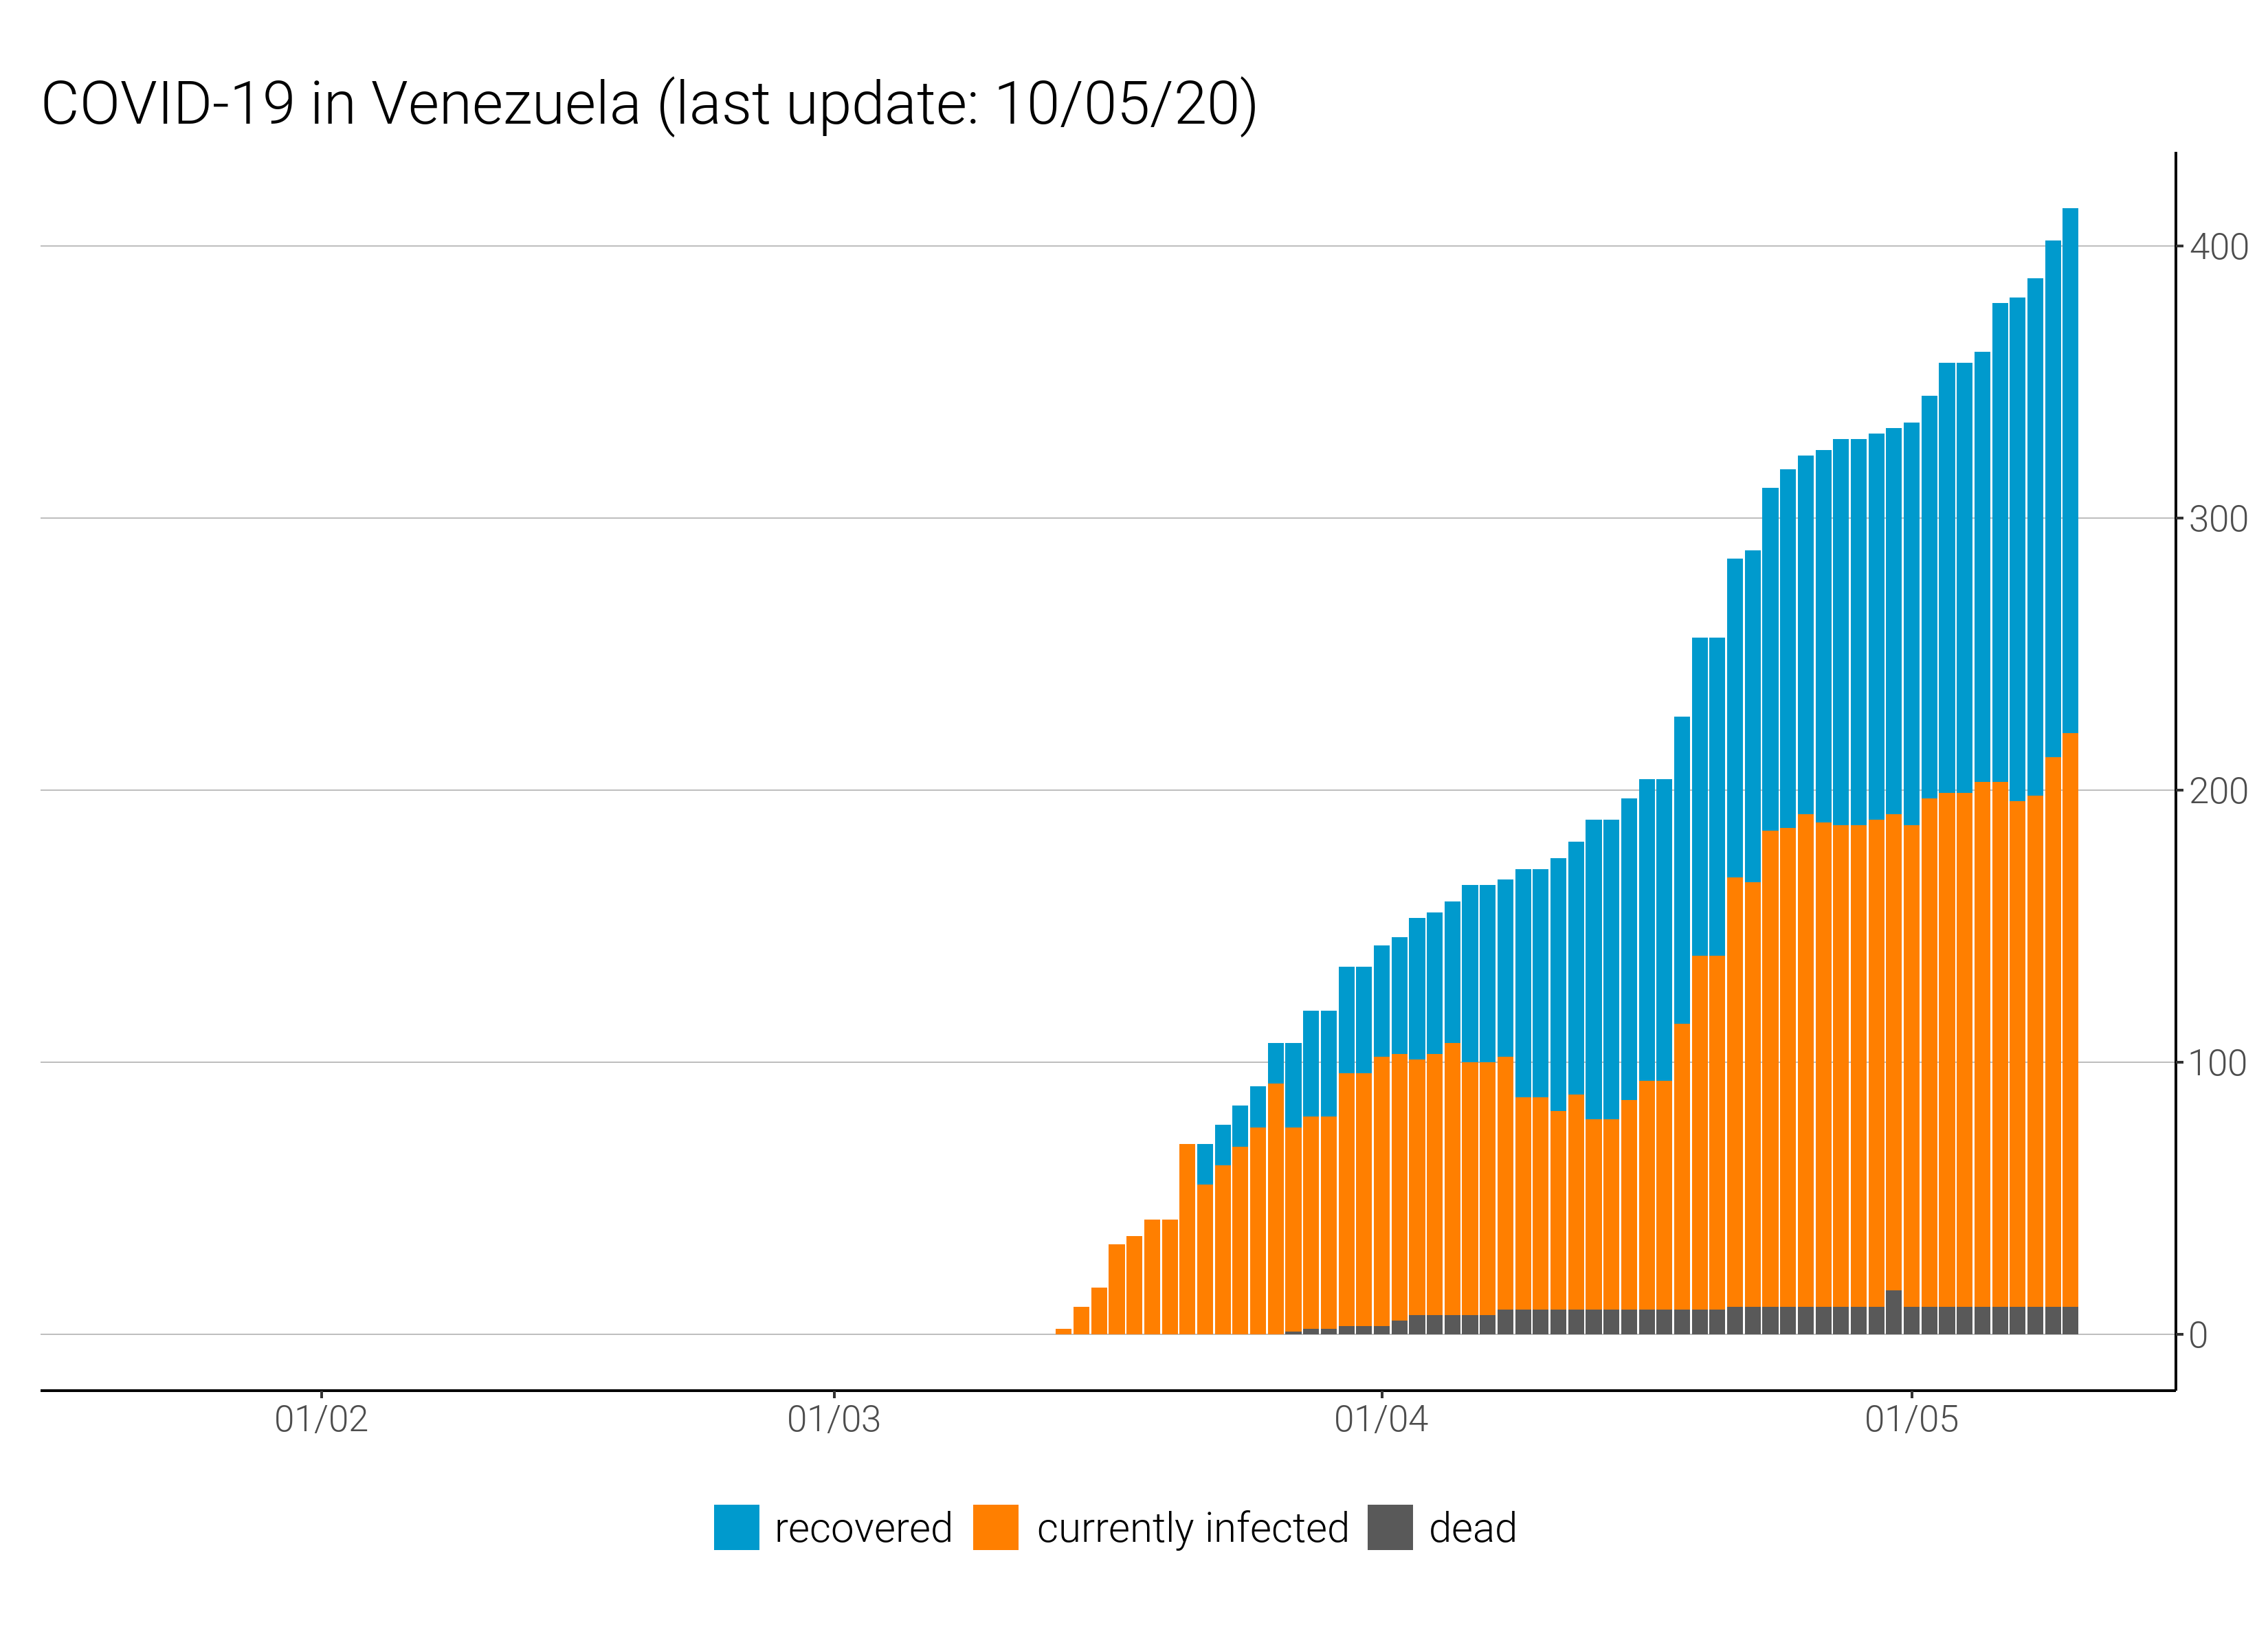 COVID-19 in Venezuela (last update: 10/05/20)
400
300
200
100
0
01/02 01/03 01/04 01/05
recovered currently infected dead